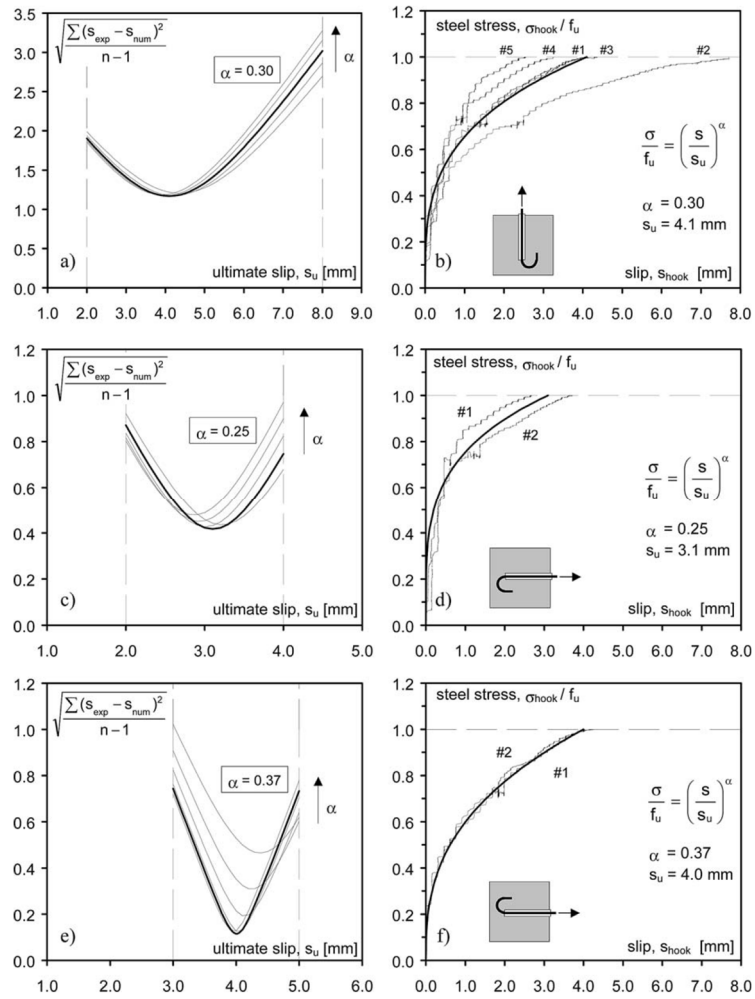 √(∑(s_exp − s_num)² / (n − 1))
α = 0.30
α
3.5
3.0
2.5
2.0
1.5
1.0
0.5
0.0
a)
ultimate slip, s_u [mm]
1.0 2.0 3.0 4.0 5.0 6.0 7.0 8.0 9.0
steel stress, σ_hook / f_u
#5 #4 #1 #3 #2
σ/f_u = (s/s_u)^α
α = 0.30
s_u = 4.1 mm
1.2
1.0
0.8
0.6
0.4
0.2
0.0
b)
slip, s_hook [mm]
0.0 1.0 2.0 3.0 4.0 5.0 6.0 7.0 8.0
√(∑(s_exp − s_num)² / (n − 1))
α = 0.25
α
1.2
1.0
0.8
0.6
0.4
0.2
0.0
c)
ultimate slip, s_u [mm]
1.0 2.0 3.0 4.0 5.0
steel stress, σ_hook / f_u
#1
#2
σ/f_u = (s/s_u)^α
α = 0.25
s_u = 3.1 mm
1.2
1.0
0.8
0.6
0.4
0.2
0.0
d)
slip, s_hook [mm]
0.0 1.0 2.0 3.0 4.0 5.0 6.0 7.0 8.0
√(∑(s_exp − s_num)² / (n − 1))
α = 0.37
α
1.2
1.0
0.8
0.6
0.4
0.2
0.0
e)
ultimate slip, s_u [mm]
2.0 3.0 4.0 5.0 6.0
steel stress, σ_hook / f_u
#2
#1
σ/f_u = (s/s_u)^α
α = 0.37
s_u = 4.0 mm
1.2
1.0
0.8
0.6
0.4
0.2
0.0
f)
slip, s_hook [mm]
0.0 1.0 2.0 3.0 4.0 5.0 6.0 7.0 8.0